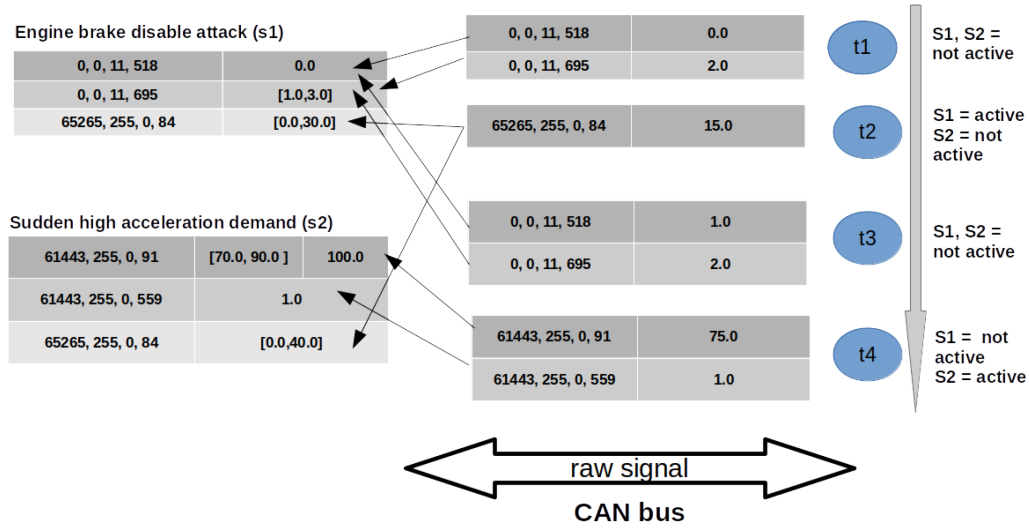 Engine brake disable attack (s1)
0, 0, 11, 518 0.0
0, 0, 11, 695 [1.0,3.0]
65265, 255, 0, 84 [0.0,30.0]
Sudden high acceleration demand (s2)
61443, 255, 0, 91 [70.0, 90.0 ] 100.0
61443, 255, 0, 559 1.0
65265, 255, 0, 84 [0.0,40.0]
0, 0, 11, 518 0.0
0, 0, 11, 695 2.0
65265, 255, 0, 84 15.0
0, 0, 11, 518 1.0
0, 0, 11, 695 2.0
61443, 255, 0, 91 75.0
61443, 255, 0, 559 1.0
t1
S1, S2 =
not active
t2
S1 = active
S2 = not
active
t3
S1, S2 =
not active
t4
S1 = not
active
S2 = active
raw signal
CAN bus